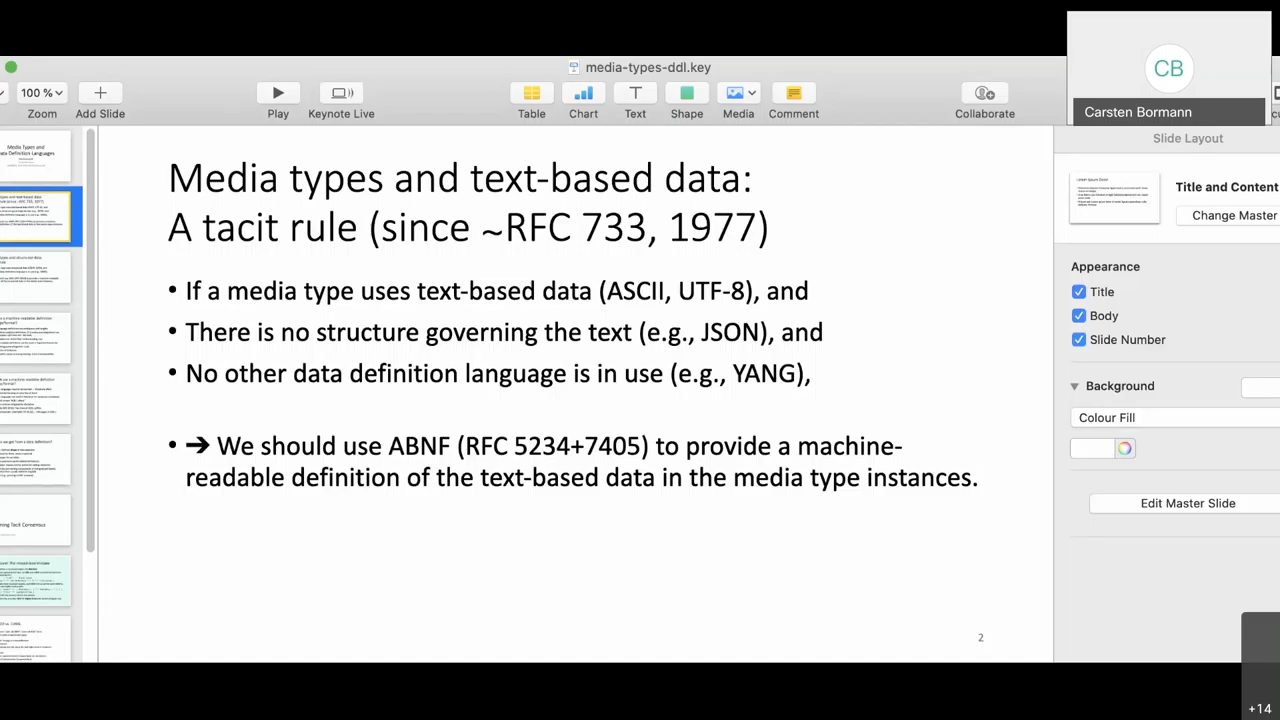 media-types-ddl.key
CB
Carsten Bormann
100 %
Zoom
Add Slide
Play
Keynote Live
Table
Chart
Text
Shape
Media
Comment
Collaborate
Media types and text-based data:
A tacit rule (since ~RFC 733, 1977)
• If a media type uses text-based data (ASCII, UTF-8), and
• There is no structure governing the text (e.g., JSON), and
• No other data definition language is in use (e.g., YANG),
• ➔ We should use ABNF (RFC 5234+7405) to provide a machine-
readable definition of the text-based data in the media type instances.
2
Slide Layout
Title and Content
Change Master
Appearance
Title
Body
Slide Number
Background
Colour Fill
Edit Master Slide
+14